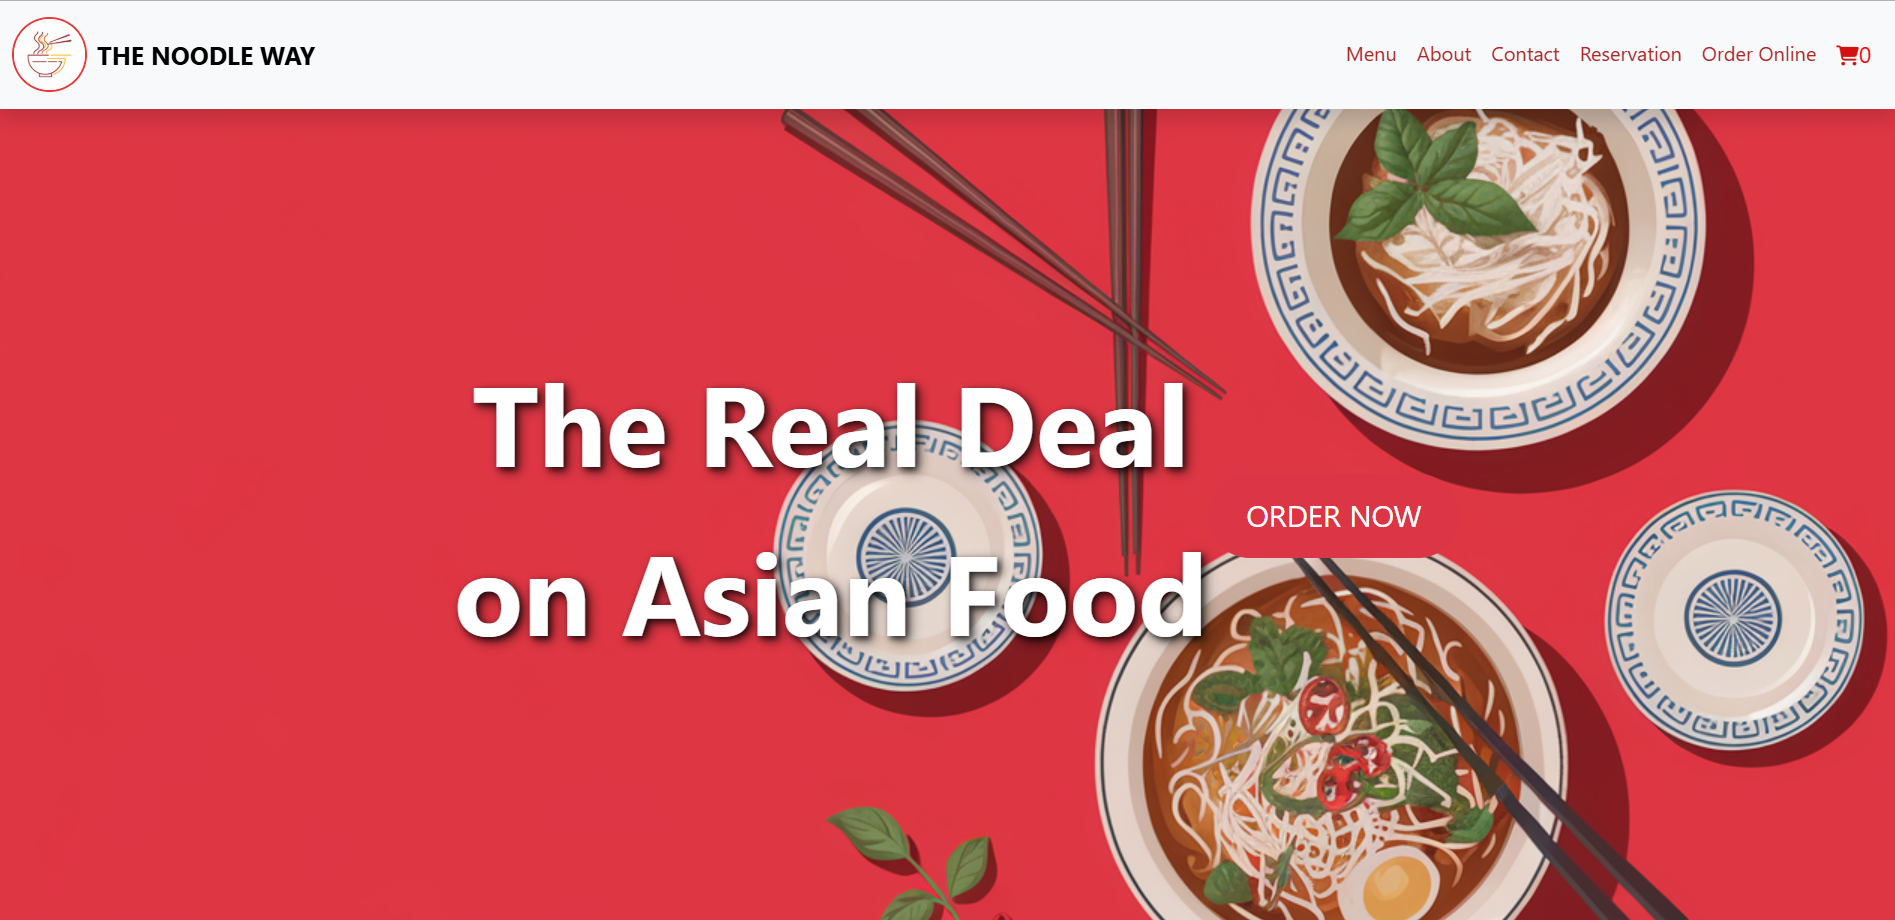 THE NOODLE WAY
Menu About Contact Reservation Order Online 0
The Real Deal
on Asian Food
ORDER NOW